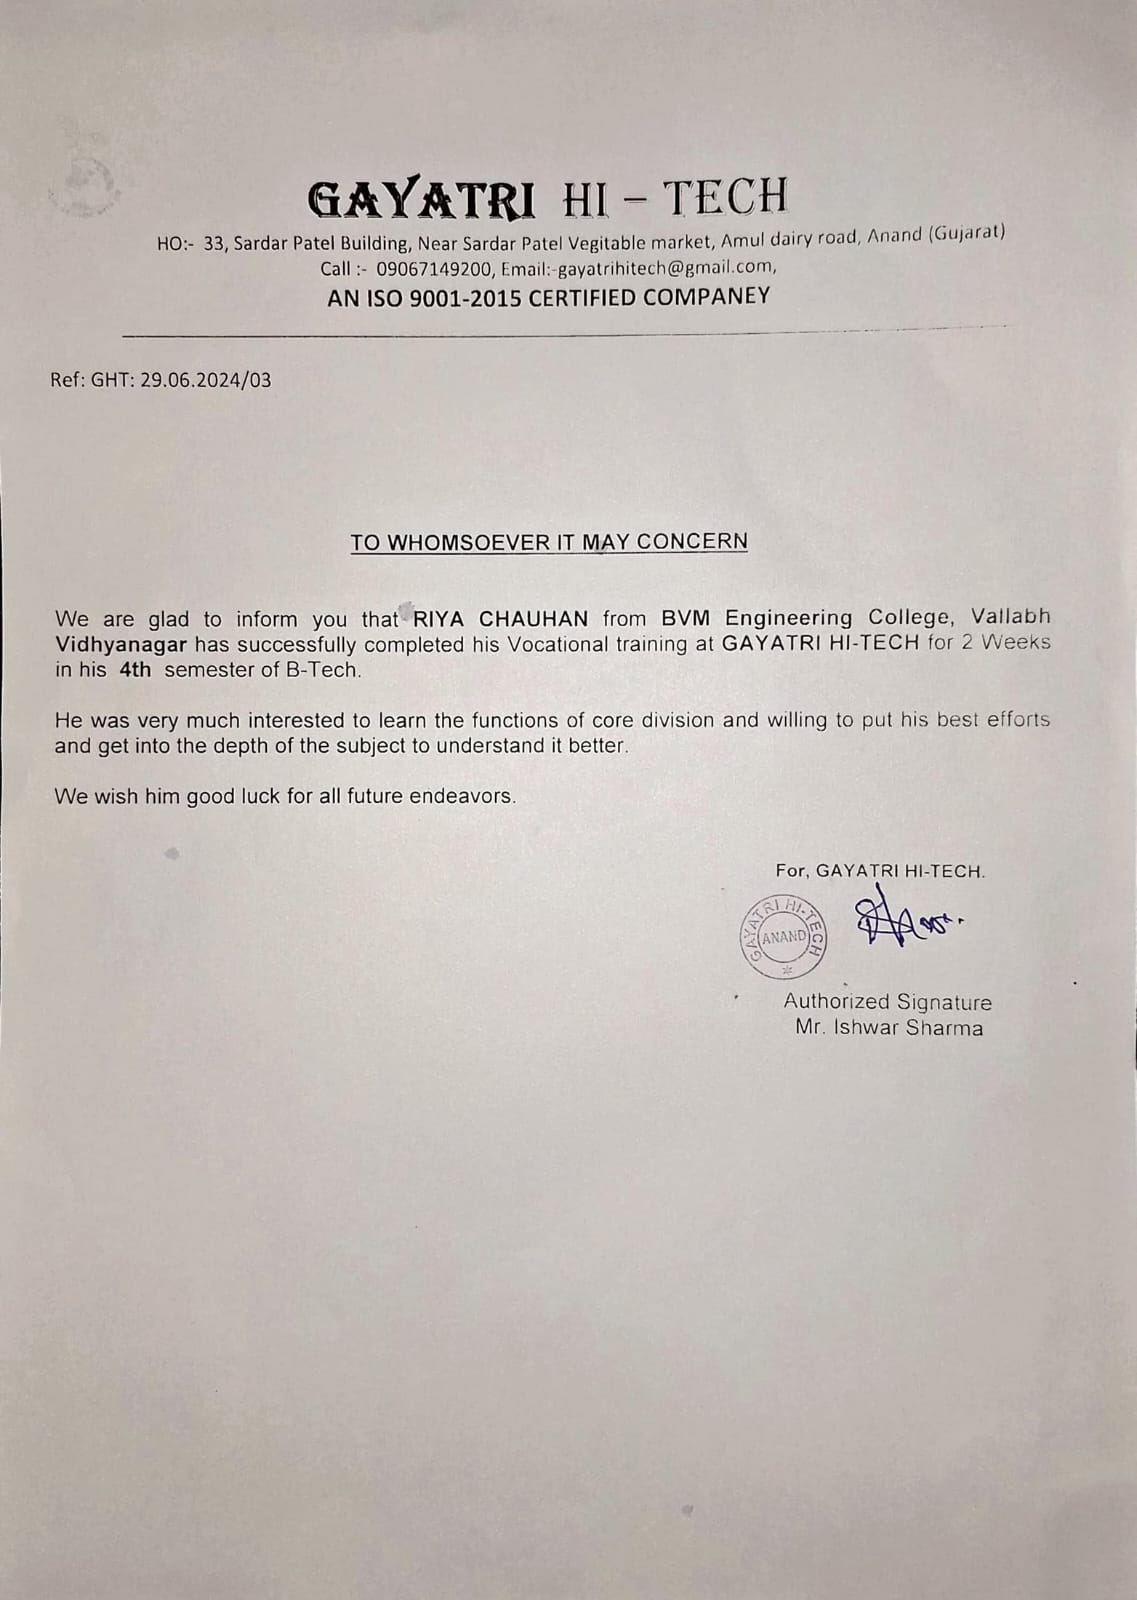 GAYATRI HI – TECH
HO:- 33, Sardar Patel Building, Near Sardar Patel Vegitable market, Amul dairy road, Anand (Gujarat)
Call :- 09067149200, Email:-gayatrihitech@gmail.com,
AN ISO 9001-2015 CERTIFIED COMPANEY
Ref: GHT: 29.06.2024/03
TO WHOMSOEVER IT MAY CONCERN
We are glad to inform you that RIYA CHAUHAN from BVM Engineering College, Vallabh
Vidhyanagar has successfully completed his Vocational training at GAYATRI HI-TECH for 2 Weeks
in his 4th semester of B-Tech.
He was very much interested to learn the functions of core division and willing to put his best efforts
and get into the depth of the subject to understand it better.
We wish him good luck for all future endeavors.
For, GAYATRI HI-TECH.
GAYATRI HI-TECH
ANAND
Authorized Signature
Mr. Ishwar Sharma